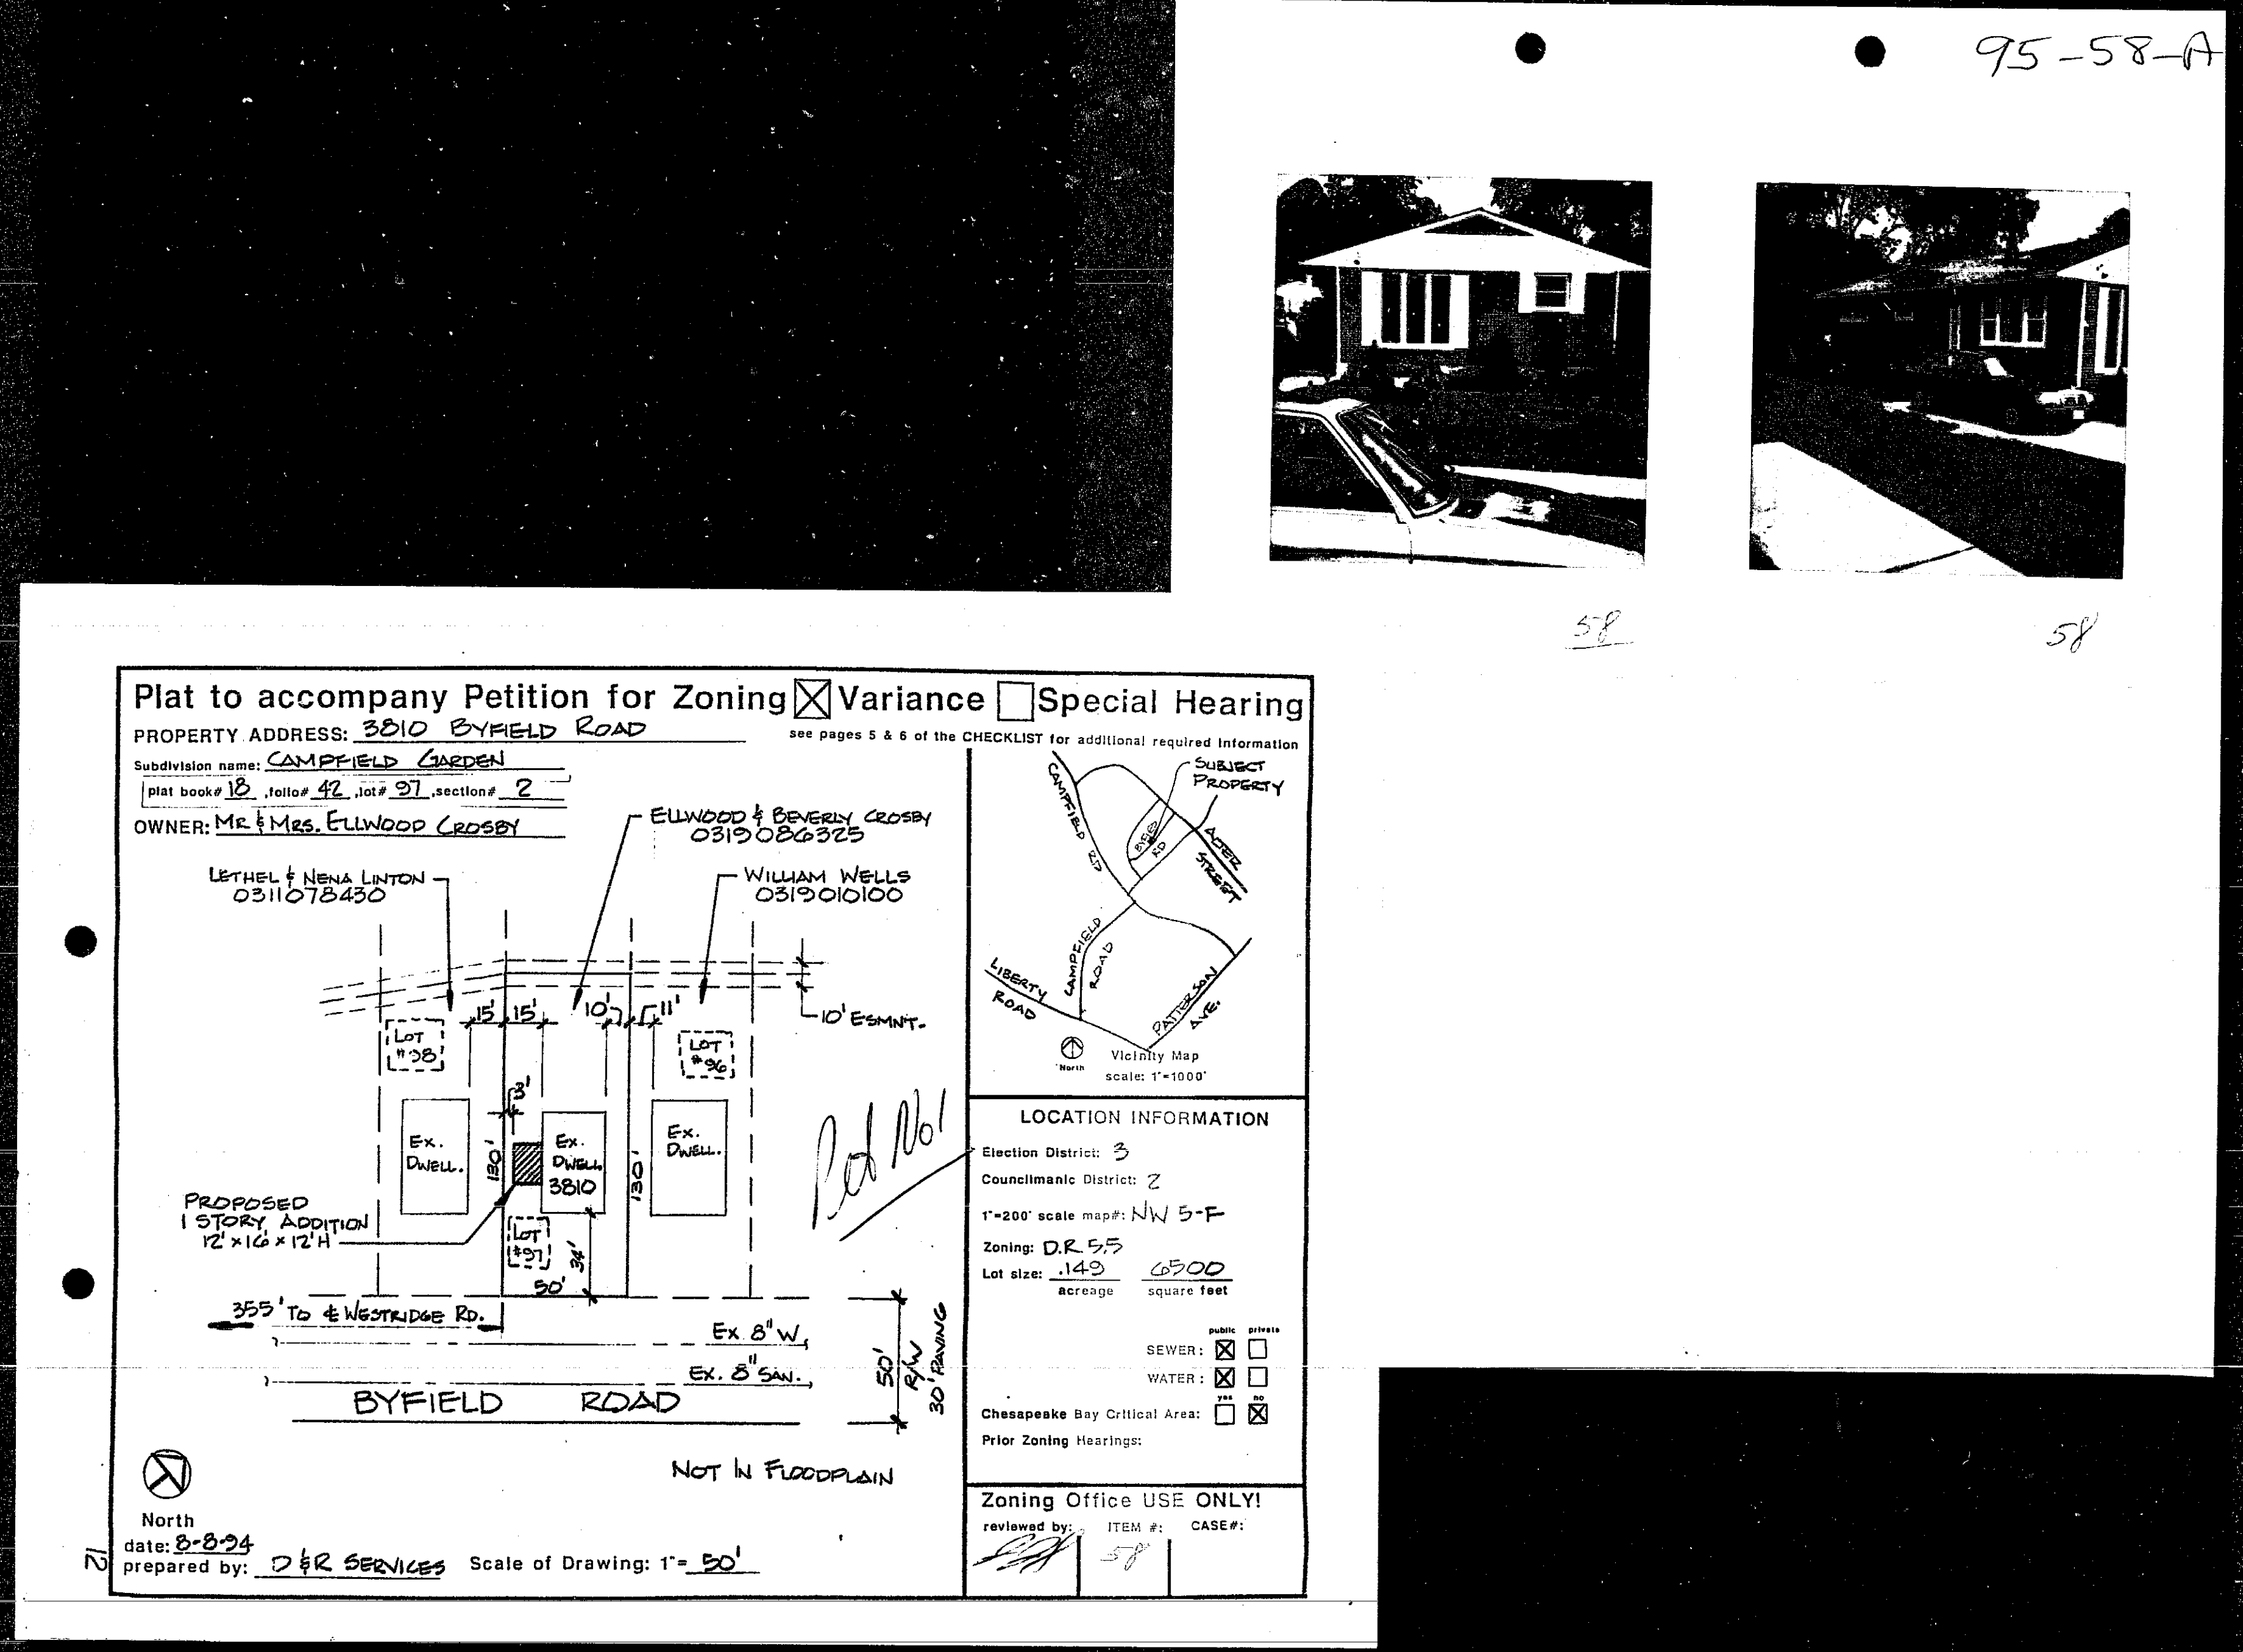 95-58-A
58
58
Plat to accompany Petition for Zoning Variance Special Hearing
PROPERTY ADDRESS: 3810 BYFIELD ROAD
see pages 5 & 6 of the CHECKLIST for additional required information
Subdivision name: CAMPFIELD GARDEN
plat book# 18 ,folio# 42 ,lot# 97 ,section# 2
OWNER: MR & MRS. ELLWOOD CROSBY
ELLWOOD & BEVERLY CROSBY
0319086325
LETHEL & NENA LINTON
0311078430
WILLIAM WELLS
0319010100
15' 15' 10' 11'
10' ESMNT.
LOT
#98
LOT
#96
3'
EX.
DWELL.
130'
EX.
DWELL.
3810
130'
EX.
DWELL.
PROPOSED
1 STORY ADDITION
12' x 16' x 12'H
LOT
#97
34'
50'
355' TO ℄ WESTRIDGE RD.
EX. 8" W.
EX. 8" SAN.
BYFIELD ROAD
50'
R/W
30' PAVING
NOT IN FLOODPLAIN
North
date: 8-8-94
prepared by: D & R SERVICES Scale of Drawing: 1"= 50'
12
Pet No 1
SUBJECT
PROPERTY
CAMPFIELD RD
BYFIELD
RD
STREET
CAMPFIELD
ROAD
LIBERTY
ROAD
PATTERSON
AVE.
North
Vicinity Map
scale: 1"=1000'
LOCATION INFORMATION
Election District: 3
Councilmanic District: 2
1"=200' scale map#: NW 5-F
Zoning: D.R. 5.5
Lot size: .149 6500
acreage square feet
public private
SEWER:
WATER:
yes no
Chesapeake Bay Critical Area:
Prior Zoning Hearings:
Zoning Office USE ONLY!
reviewed by: ITEM #: CASE#:
58